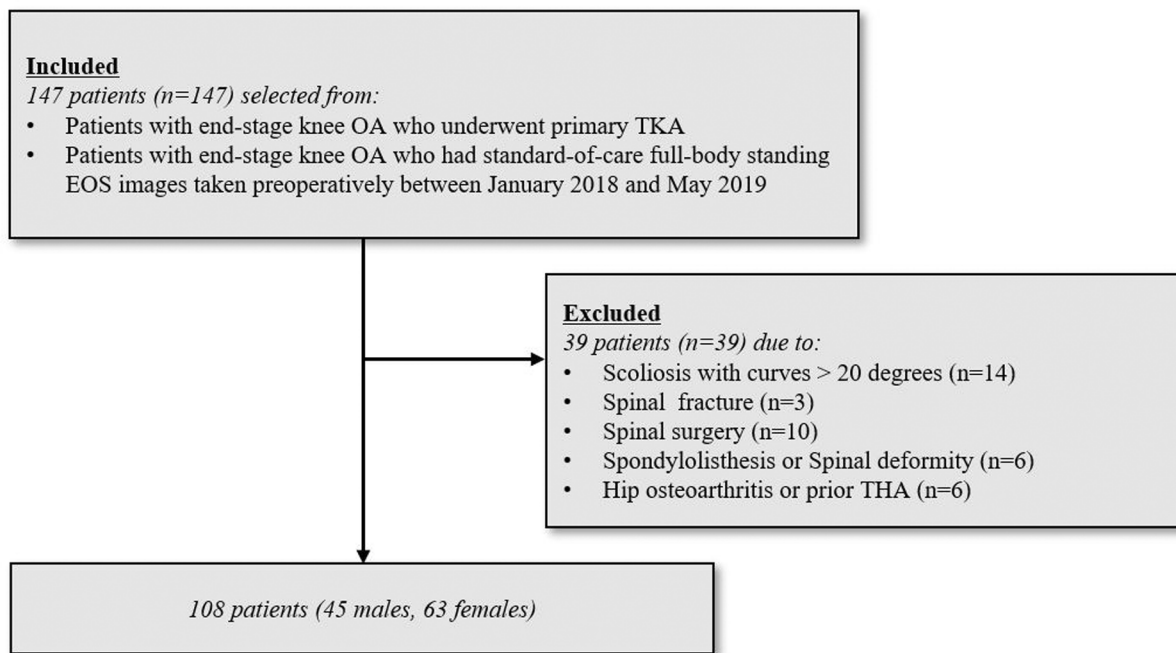 Included
147 patients (n=147) selected from:
• Patients with end-stage knee OA who underwent primary TKA
• Patients with end-stage knee OA who had standard-of-care full-body standing
EOS images taken preoperatively between January 2018 and May 2019
Excluded
39 patients (n=39) due to:
• Scoliosis with curves > 20 degrees (n=14)
• Spinal fracture (n=3)
• Spinal surgery (n=10)
• Spondylolisthesis or Spinal deformity (n=6)
• Hip osteoarthritis or prior THA (n=6)
108 patients (45 males, 63 females)